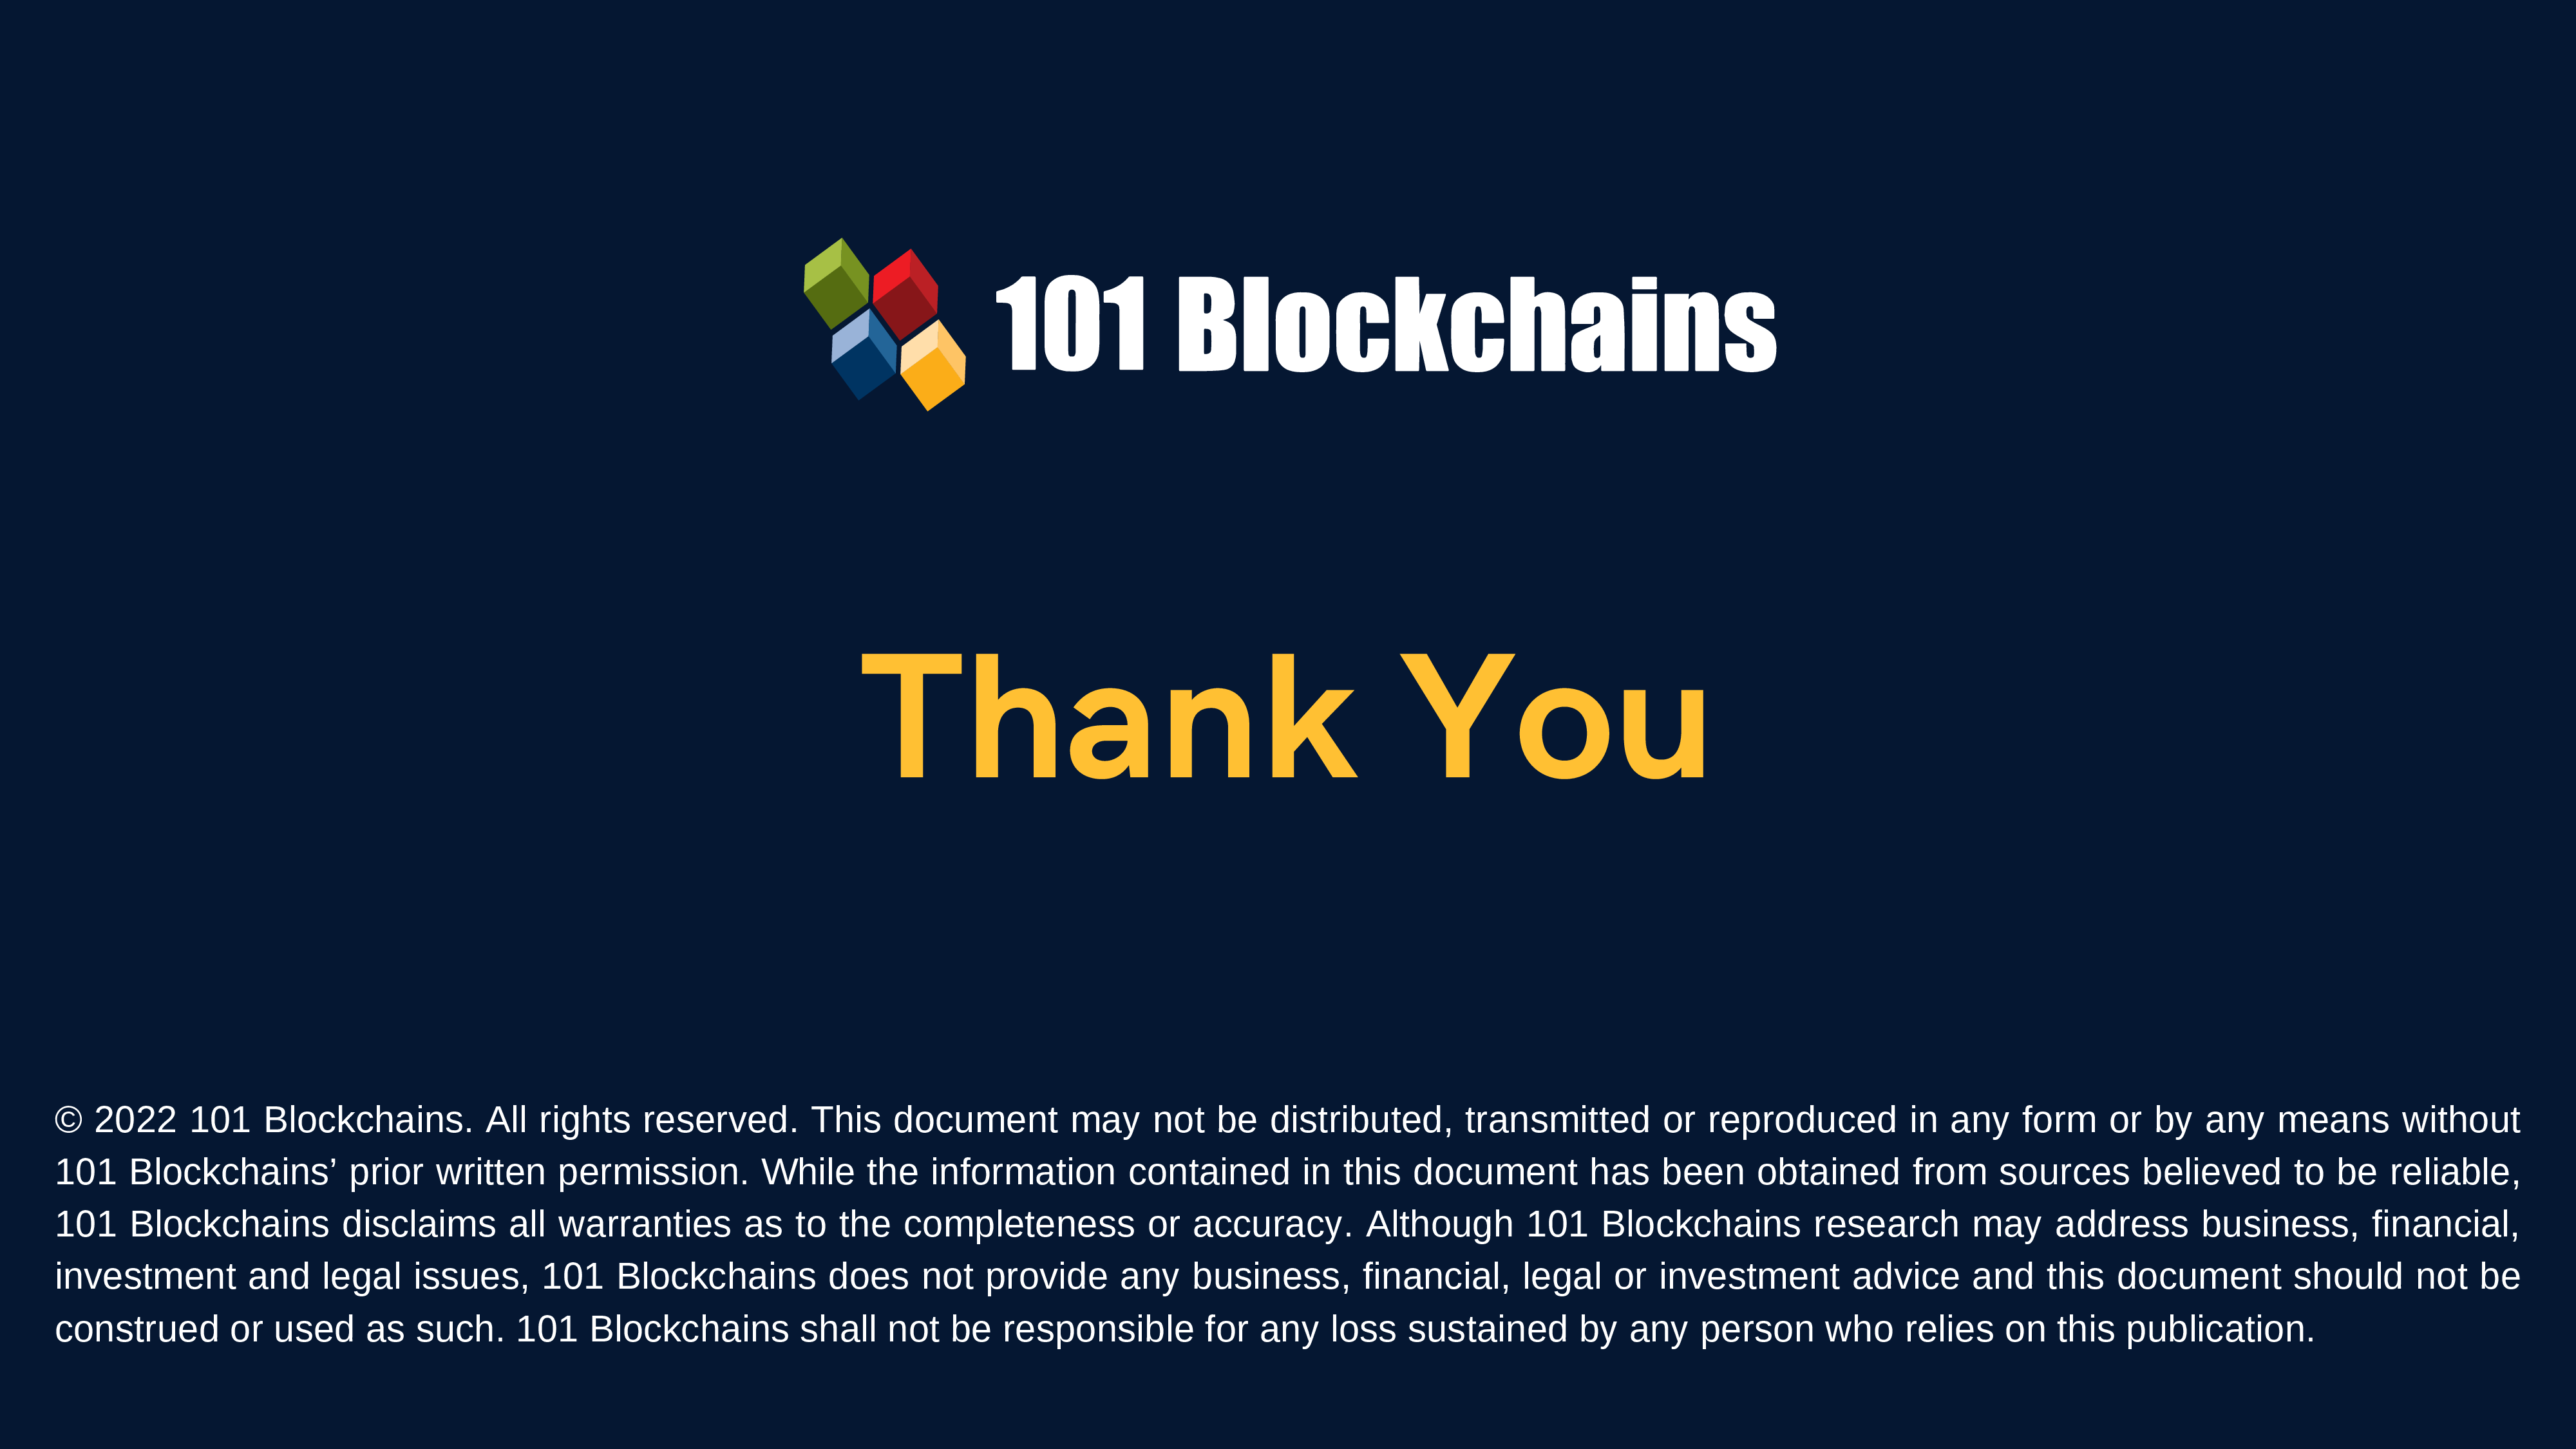 101 Blockchains
Thank You
© 2022 101 Blockchains. All rights reserved. This document may not be distributed, transmitted or reproduced in any form or by any means without
101 Blockchains’ prior written permission. While the information contained in this document has been obtained from sources believed to be reliable,
101 Blockchains disclaims all warranties as to the completeness or accuracy. Although 101 Blockchains research may address business, financial,
investment and legal issues, 101 Blockchains does not provide any business, financial, legal or investment advice and this document should not be
construed or used as such. 101 Blockchains shall not be responsible for any loss sustained by any person who relies on this publication.